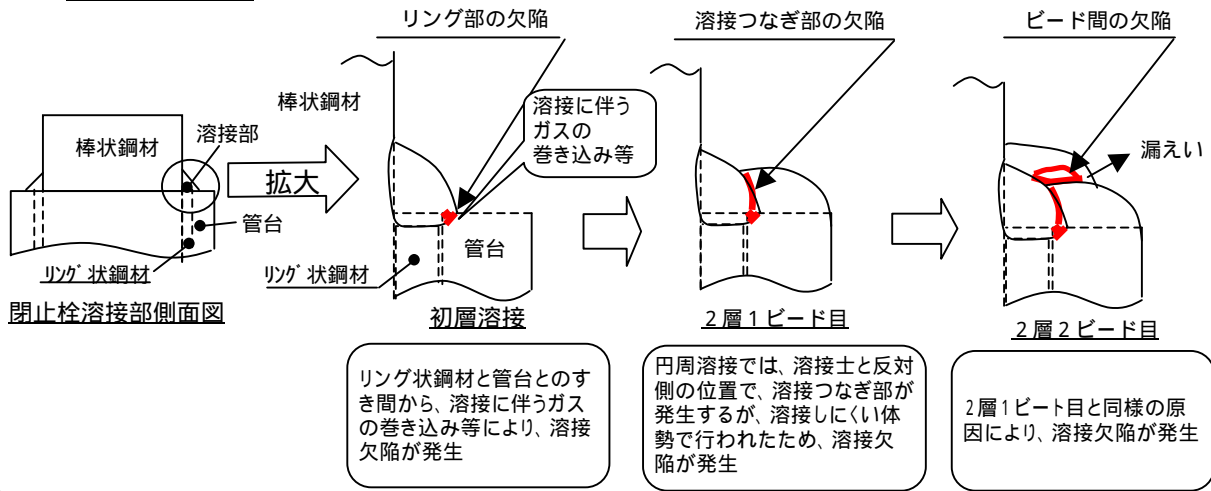 リング部の欠陥
溶接つなぎ部の欠陥
ビード間の欠陥
棒状鋼材
溶接に伴う
ガスの
巻き込み等
棒状鋼材
溶接部
拡大
管台
リング状鋼材
閉止栓溶接部側面図
リング状鋼材
管台
漏えい
初層溶接
2層1ビード目
2層2ビード目
リング状鋼材と管台とのす
き間から、溶接に伴うガス
の巻き込み等により、溶接
欠陥が発生
円周溶接では、溶接士と反対
側の位置で、溶接つなぎ部が
発生するが、溶接しにくい体
勢で行われたため、溶接欠
陥が発生
2層1ビート目と同様の原
因により、溶接欠陥が発生